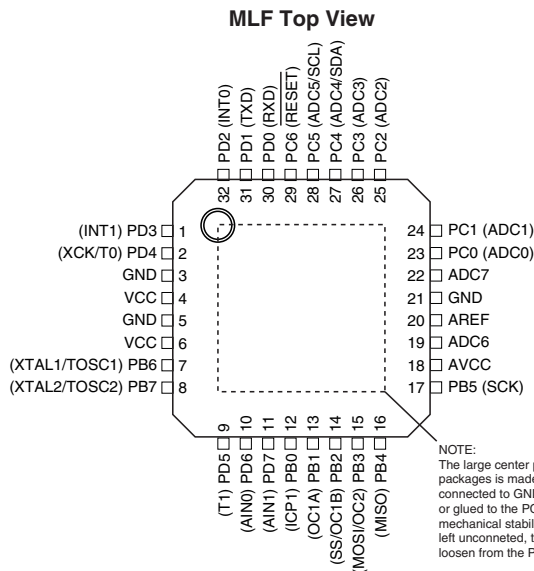 MLF Top View
PD2 (INT0)
PD1 (TXD)
PD0 (RXD)
PC6 (RESET)
PC5 (ADC5/SCL)
PC4 (ADC4/SDA)
PC3 (ADC3)
PC2 (ADC2)
32
31
30
29
28
27
26
25
(INT1) PD3 1
(XCK/T0) PD4 2
GND 3
VCC 4
GND 5
VCC 6
(XTAL1/TOSC1) PB6 7
(XTAL2/TOSC2) PB7 8
24 PC1 (ADC1)
23 PC0 (ADC0)
22 ADC7
21 GND
20 AREF
19 ADC6
18 AVCC
17 PB5 (SCK)
9
10
11
12
13
14
15
16
(T1) PD5
(AIN0) PD6
(AIN1) PD7
(ICP1) PB0
(OC1A) PB1
(SS/OC1B) PB2
(MOSI/OC2) PB3
(MISO) PB4
NOTE:
The large center
packages is made
connected to GN
or glued to the PC
mechanical stabil
left unconneted, t
loosen from the P